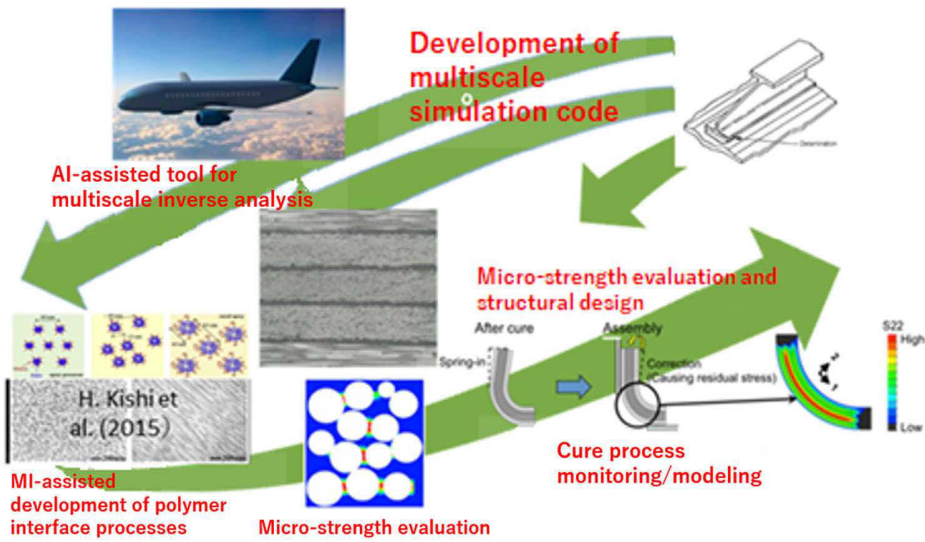 Development of
multiscale
simulation code
AI-assisted tool for
multiscale inverse analysis
Delamination
Micro-strength evaluation and
structural design
After cure
Assembly
Spring-in
Correction
(Causing residual stress)
S22
High
Low
H. Kishi et
al. (2015)
Cure process
monitoring/modeling
MI-assisted
development of polymer
interface processes
Micro-strength evaluation